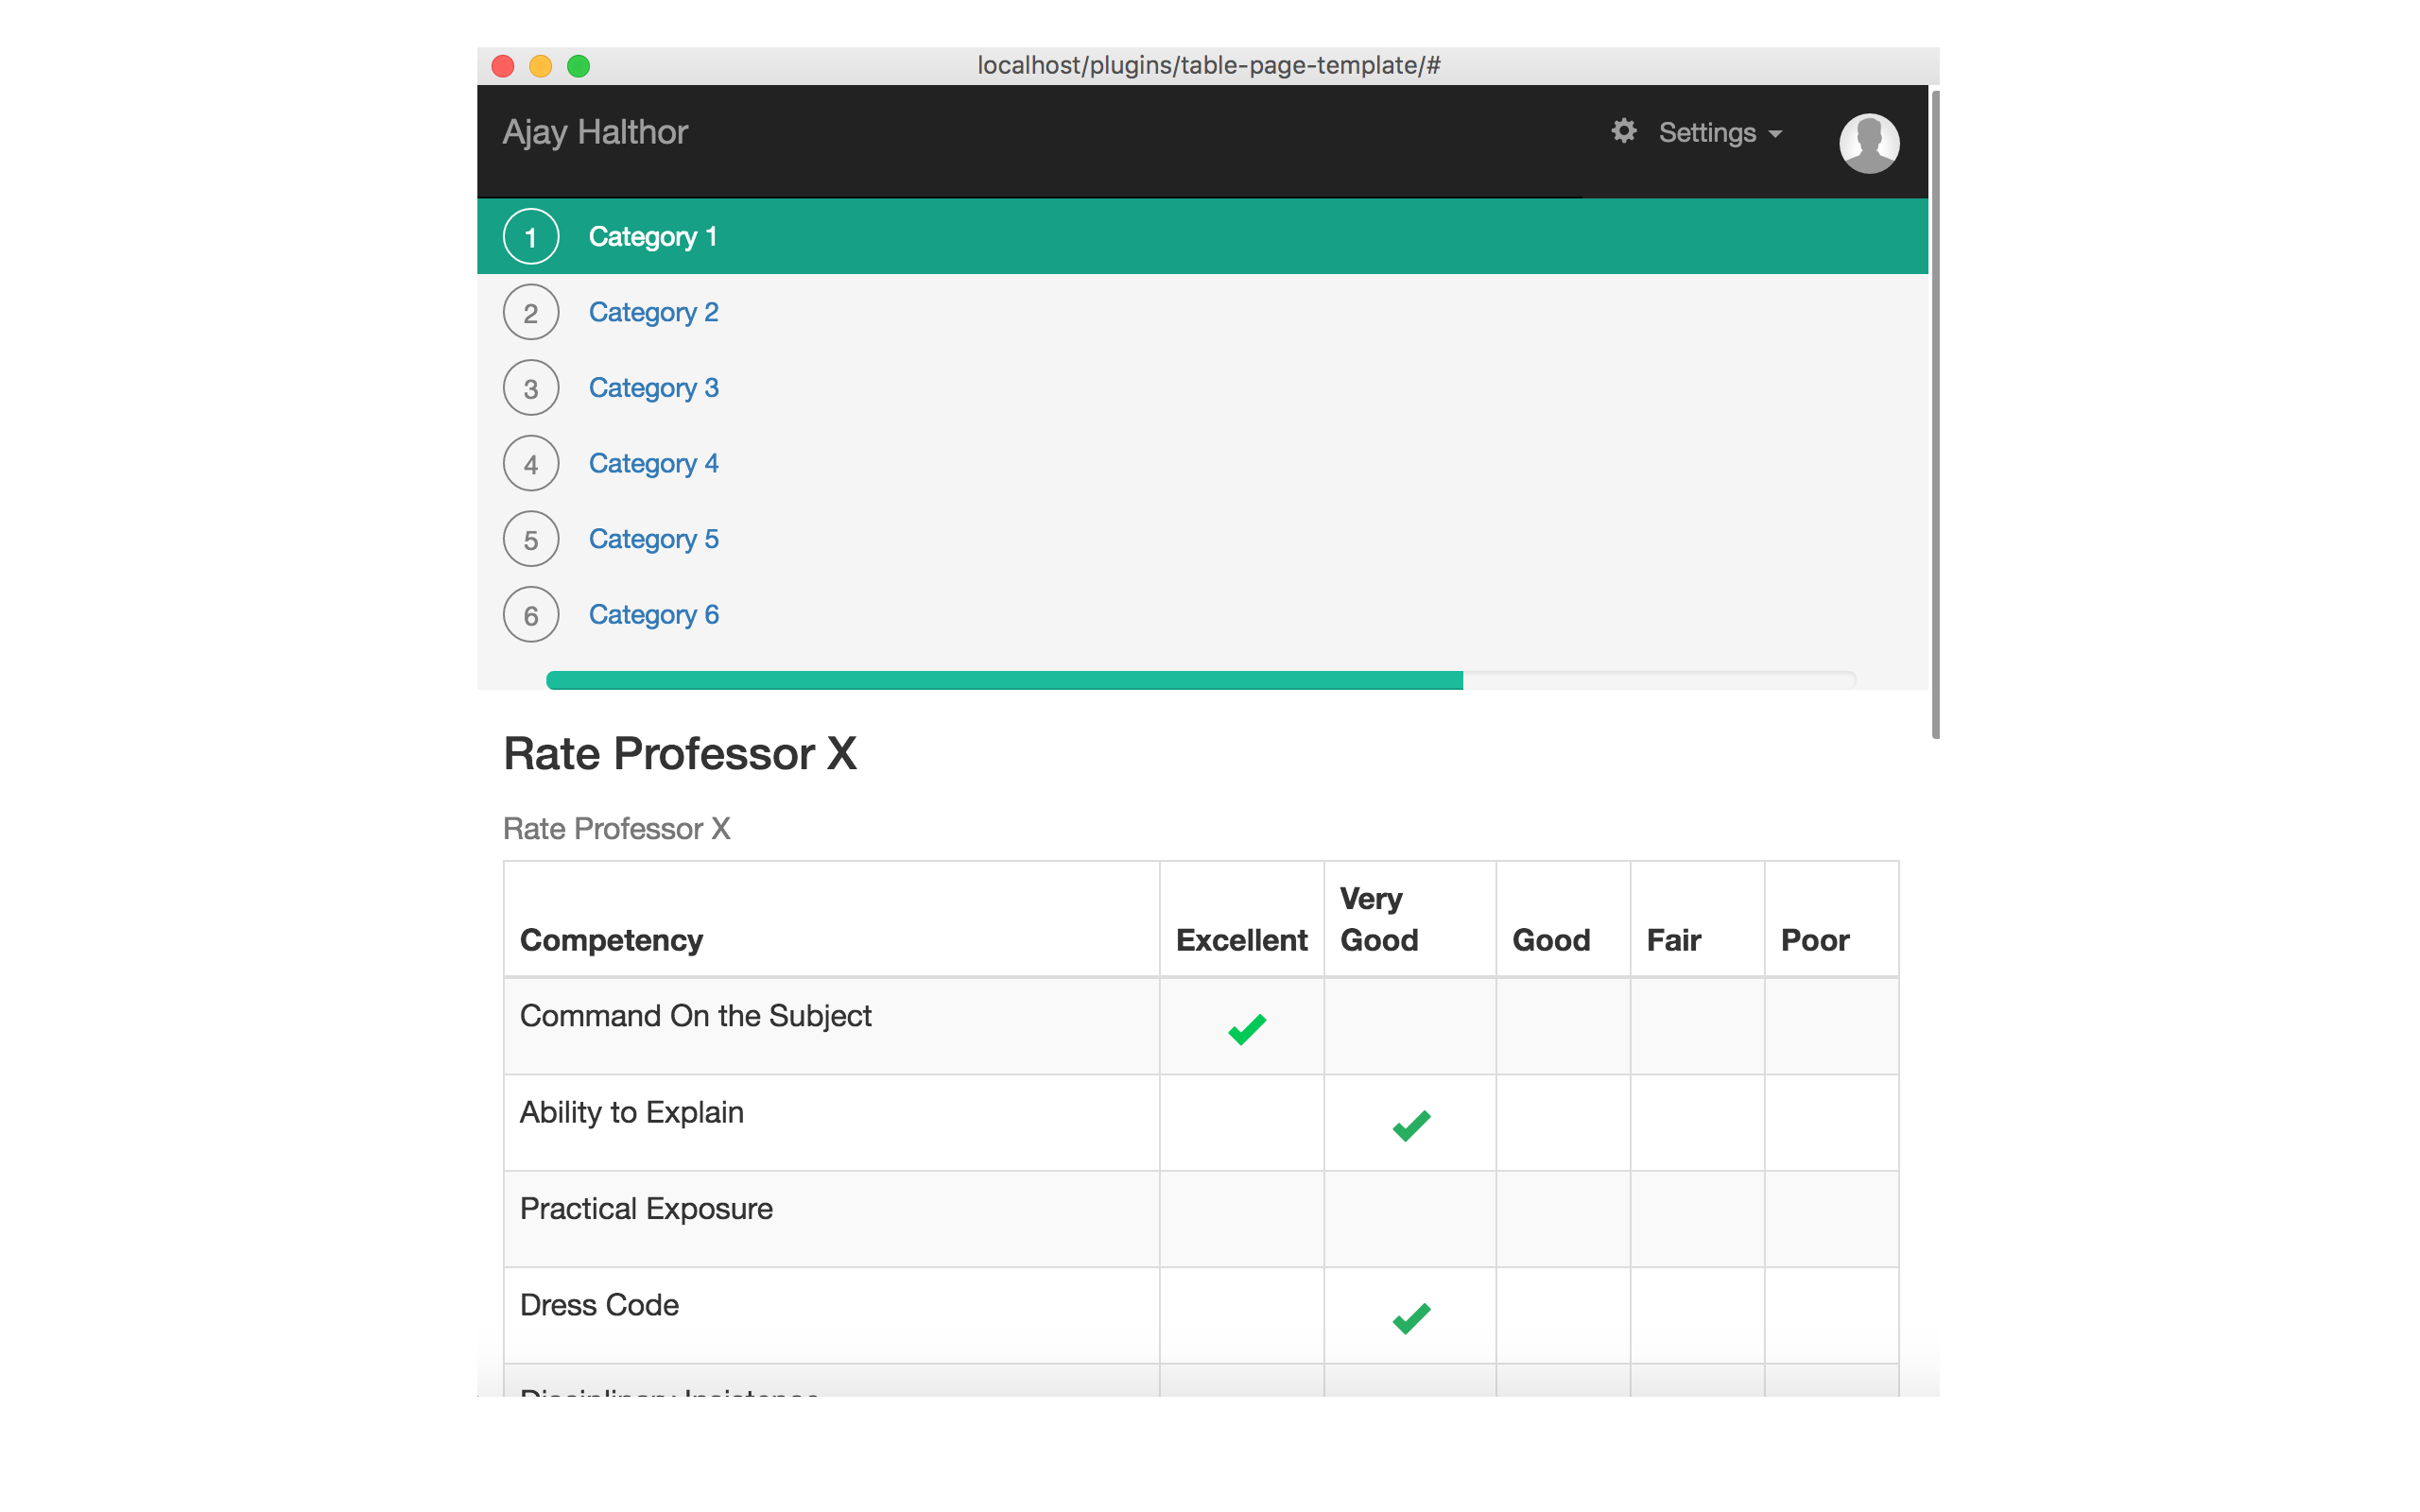 localhost/plugins/table-page-template/#
Ajay Halthor
Settings
1 Category 1
2 Category 2
3 Category 3
4 Category 4
5 Category 5
6 Category 6
Rate Professor X
Rate Professor X
Competency Excellent Very Good Good Fair Poor
Command On the Subject
Ability to Explain
Practical Exposure
Dress Code